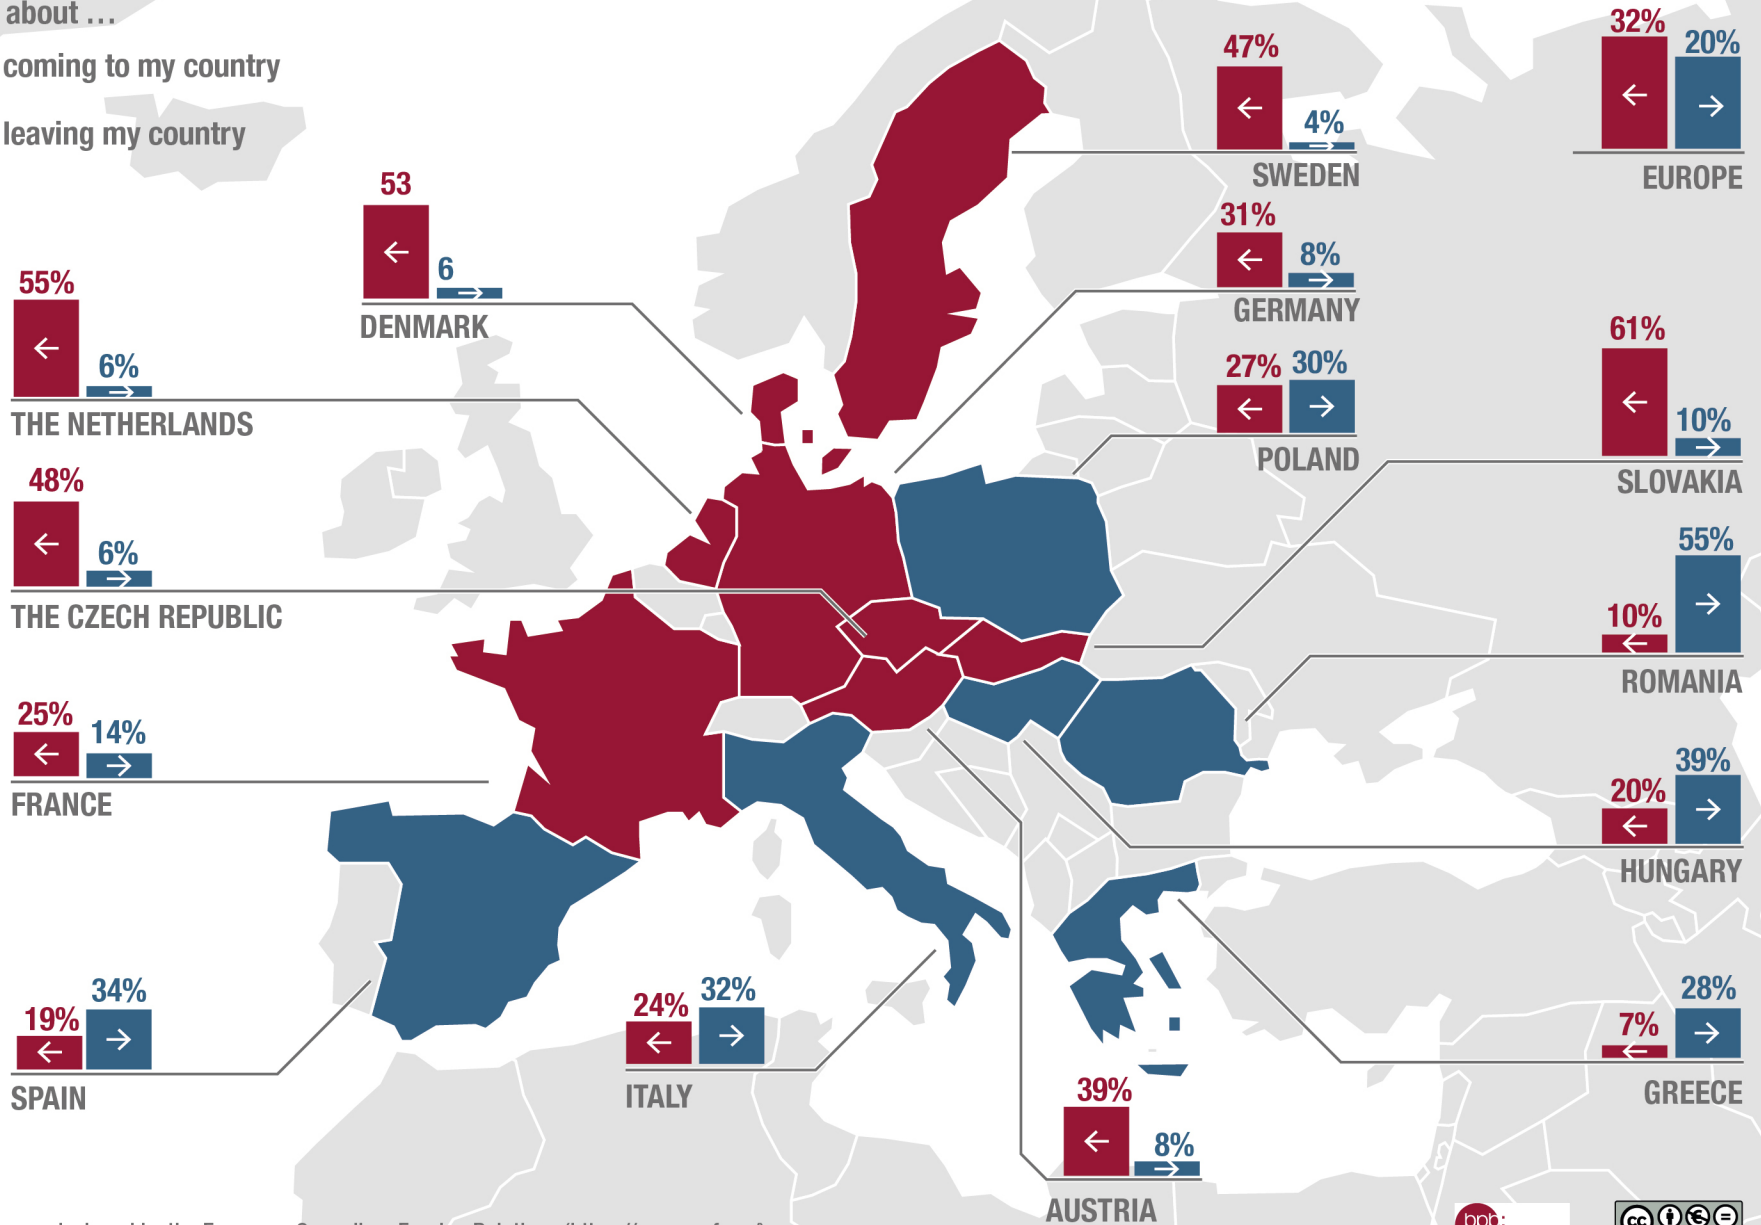 about ...
coming to my country
leaving my country
53
6
DENMARK
55%
6%
THE NETHERLANDS
48%
6%
THE CZECH REPUBLIC
25%
14%
FRANCE
19%
34%
SPAIN
24%
32%
ITALY
39%
8%
AUSTRIA
47%
4%
SWEDEN
31%
8%
GERMANY
27%
30%
POLAND
32%
20%
EUROPE
61%
10%
SLOVAKIA
10%
55%
ROMANIA
20%
39%
HUNGARY
7%
28%
GREECE
bpb:
cc